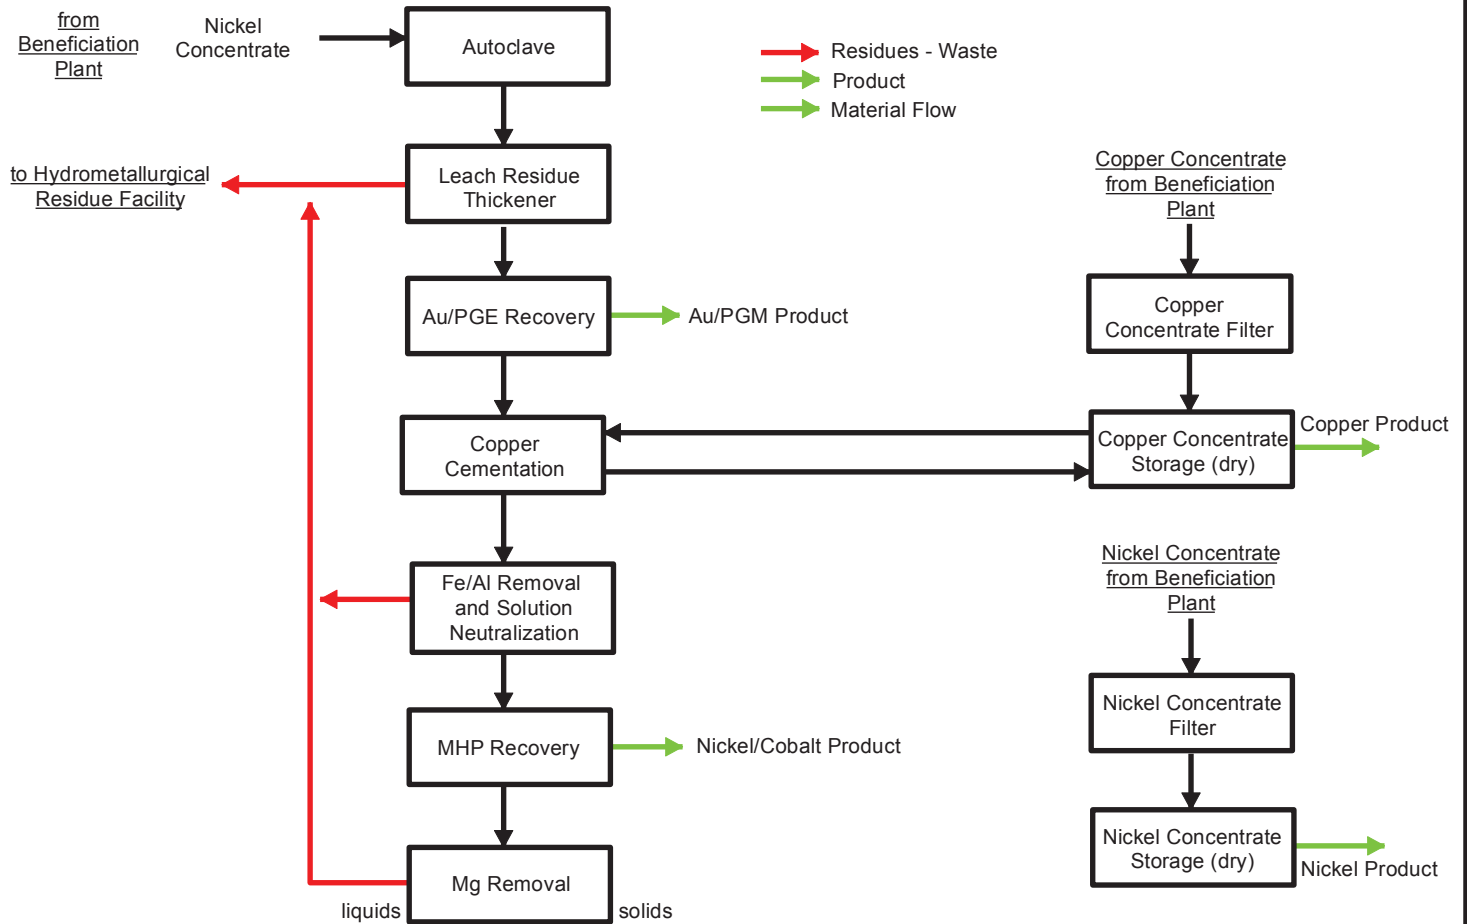 from
Beneficiation
Plant
Nickel
Concentrate
Autoclave
Residues - Waste
Product
Material Flow
to Hydrometallurgical
Residue Facility
Leach Residue
Thickener
Copper Concentrate
from Beneficiation
Plant
Au/PGE Recovery
Au/PGM Product
Copper
Concentrate Filter
Copper
Cementation
Copper Concentrate
Storage (dry)
Copper Product
Fe/Al Removal
and Solution
Neutralization
Nickel Concentrate
from Beneficiation
Plant
MHP Recovery
Nickel/Cobalt Product
Nickel Concentrate
Filter
Mg Removal
liquids
solids
Nickel Concentrate
Storage (dry)
Nickel Product